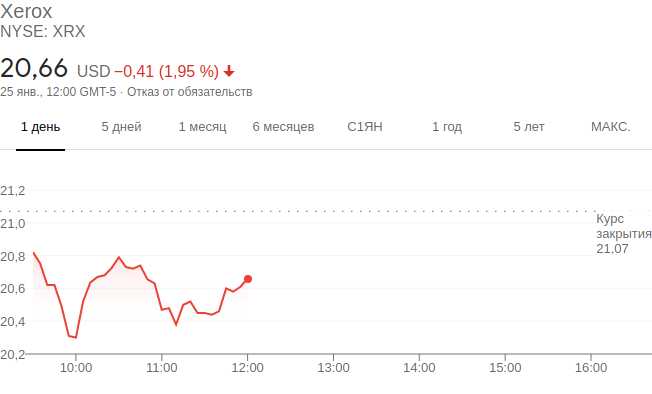 Xerox
NYSE: XRX
20,66 USD −0,41 (1,95 %)
25 янв., 12:00 GMT-5 · Отказ от обязательств
1 день 5 дней 1 месяц 6 месяцев С1ЯН 1 год 5 лет МАКС.
21,2
21,0
20,8
20,6
20,4
20,2
Курс
закрытия
21,07
10:00 11:00 12:00 13:00 14:00 15:00 16:00